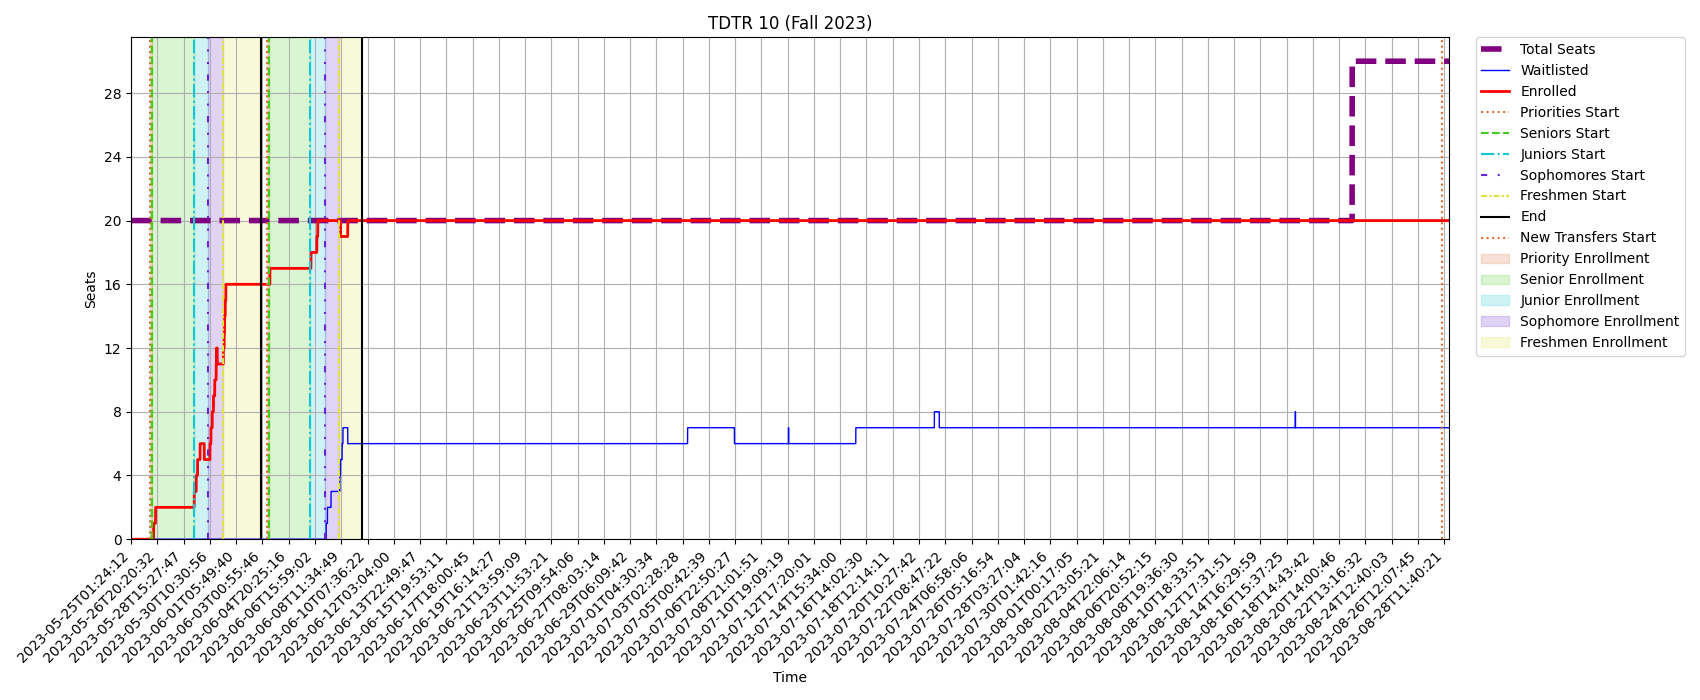 TDTR 10 (Fall 2023)
Seats
28
24
20
16
12
8
4
0
2023-05-25T01:24:12
2023-05-26T20:20:32
2023-05-28T15:27:47
2023-05-30T10:30:56
2023-06-01T05:49:40
2023-06-03T00:55:46
2023-06-04T20:25:16
2023-06-06T15:59:02
2023-06-08T11:34:49
2023-06-10T07:36:22
2023-06-12T03:04:00
2023-06-13T22:49:47
2023-06-15T19:53:11
2023-06-17T18:00:45
2023-06-19T16:14:27
2023-06-21T13:59:09
2023-06-23T11:53:21
2023-06-25T09:54:06
2023-06-27T08:03:14
2023-06-29T06:09:42
2023-07-01T04:30:34
2023-07-03T02:28:28
2023-07-05T00:42:39
2023-07-06T22:50:27
2023-07-08T21:01:51
2023-07-10T19:09:19
2023-07-12T17:20:01
2023-07-14T15:34:00
2023-07-16T14:02:30
2023-07-18T12:14:11
2023-07-20T10:27:42
2023-07-22T08:47:22
2023-07-24T06:58:06
2023-07-26T05:16:54
2023-07-28T03:27:04
2023-07-30T01:42:16
2023-08-01T00:17:05
2023-08-02T23:05:21
2023-08-04T22:06:14
2023-08-06T20:52:15
2023-08-08T19:36:30
2023-08-10T18:33:51
2023-08-12T17:31:51
2023-08-14T16:29:59
2023-08-16T15:37:25
2023-08-18T14:43:42
2023-08-20T14:00:46
2023-08-22T13:16:32
2023-08-24T12:40:03
2023-08-26T12:07:45
2023-08-28T11:40:21
Time
Total Seats
Waitlisted
Enrolled
Priorities Start
Seniors Start
Juniors Start
Sophomores Start
Freshmen Start
End
New Transfers Start
Priority Enrollment
Senior Enrollment
Junior Enrollment
Sophomore Enrollment
Freshmen Enrollment